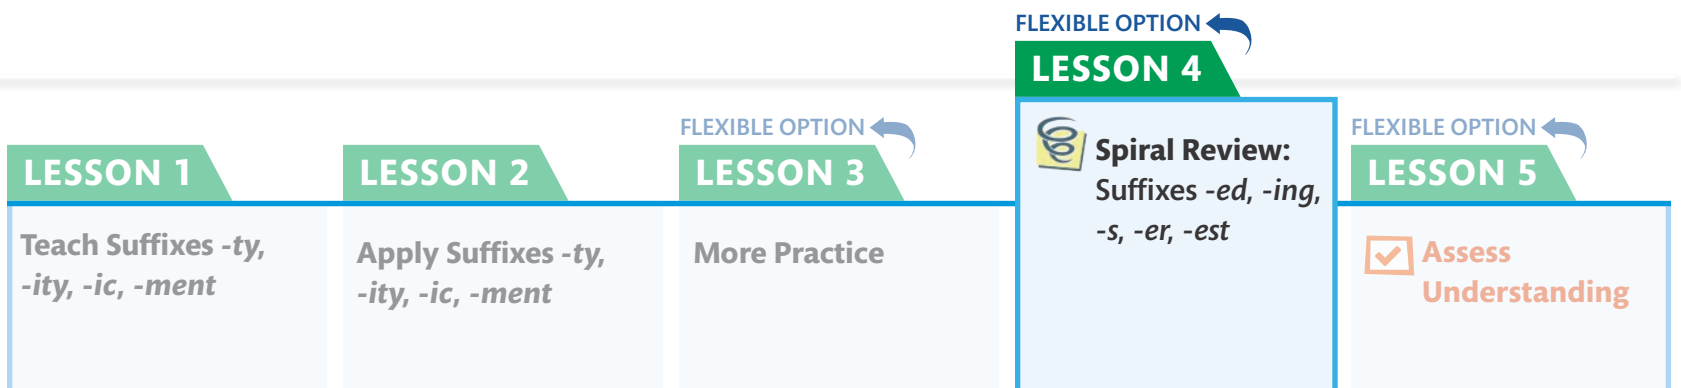 LESSON 1
Teach Suffixes -ty,
-ity, -ic, -ment
LESSON 2
Apply Suffixes -ty,
-ity, -ic, -ment
FLEXIBLE OPTION
LESSON 3
More Practice
FLEXIBLE OPTION
LESSON 4
Spiral Review:
Suffixes -ed, -ing,
-s, -er, -est
FLEXIBLE OPTION
LESSON 5
Assess
Understanding